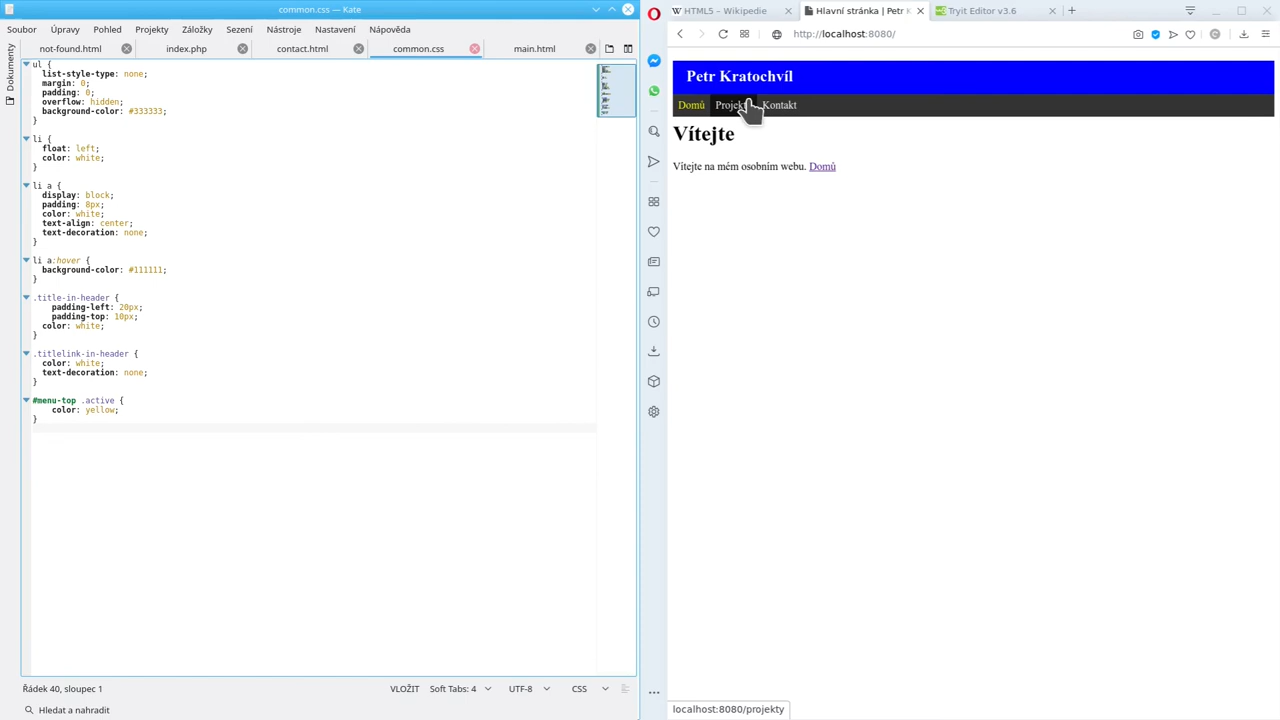 common.css — Kate
Soubor Úpravy Pohled Projekty Záložky Sezení Nástroje Nastavení Nápověda
not-found.html index.php contact.html common.css main.html
Dokumenty
ul {
list-style-type: none;
margin: 0;
padding: 0;
overflow: hidden;
background-color: #333333;
}
li {
float: left;
color: white;
}
li a {
display: block;
padding: 8px;
color: white;
text-align: center;
text-decoration: none;
}
li a:hover {
background-color: #111111;
}
.title-in-header {
padding-left: 20px;
padding-top: 10px;
color: white;
}
.titlelink-in-header {
color: white;
text-decoration: none;
}
#menu-top .active {
color: yellow;
}
Řádek 40, sloupec 1 VLOŽIT Soft Tabs: 4 UTF-8 CSS
Hledat a nahradit
HTML5 – Wikipedie Hlavní stránka | Petr K Tryit Editor v3.6
http://localhost:8080/
Petr Kratochvíl
Domů Kontakt
Vítejte
Vítejte na mém osobním webu. Domů
localhost:8080/projekty